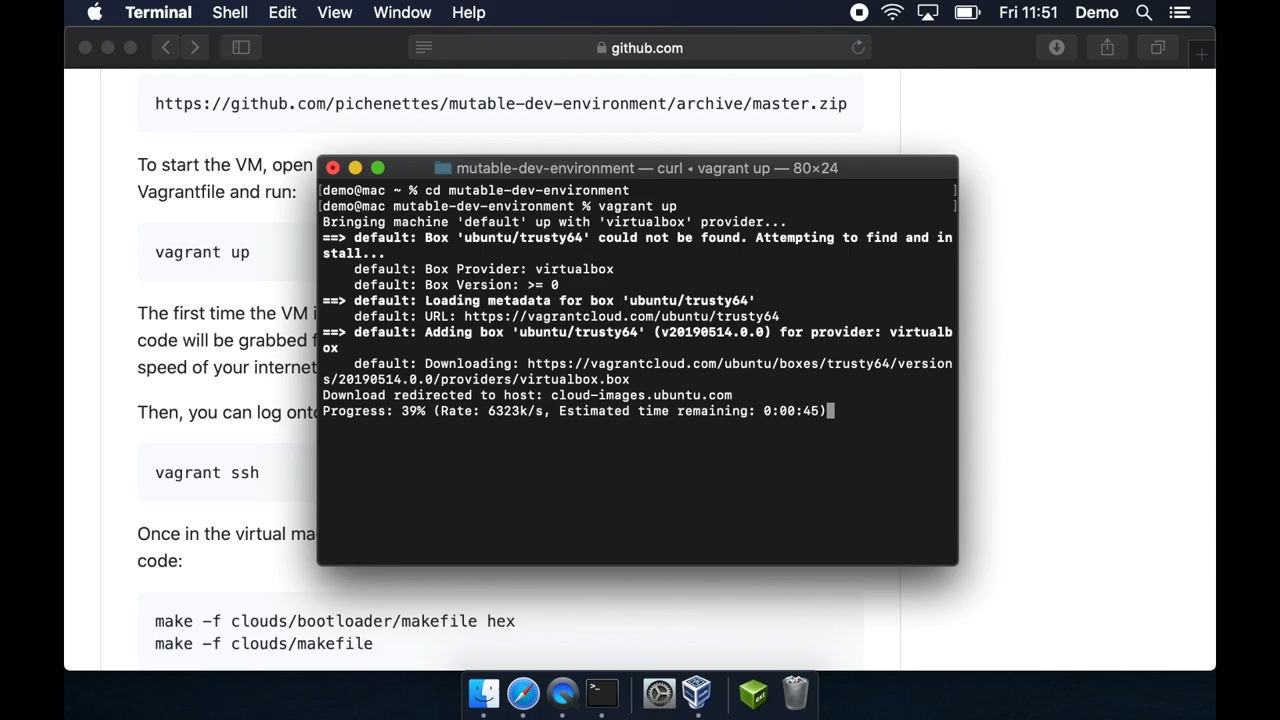 Terminal Shell Edit View Window Help Fri 11:51 Demo
github.com
https://github.com/pichenettes/mutable-dev-environment/archive/master.zip
To start the VM, open
Vagrantfile and run:
vagrant up
The first time the VM i
code will be grabbed f
speed of your internet
Then, you can log onto
vagrant ssh
Once in the virtual ma
code:
make -f clouds/bootloader/makefile hex
make -f clouds/makefile
mutable-dev-environment — curl ◂ vagrant up — 80×24
[demo@mac ~ % cd mutable-dev-environment ]
[demo@mac mutable-dev-environment % vagrant up ]
Bringing machine 'default' up with 'virtualbox' provider...
==> default: Box 'ubuntu/trusty64' could not be found. Attempting to find and in
stall...
default: Box Provider: virtualbox
default: Box Version: >= 0
==> default: Loading metadata for box 'ubuntu/trusty64'
default: URL: https://vagrantcloud.com/ubuntu/trusty64
==> default: Adding box 'ubuntu/trusty64' (v20190514.0.0) for provider: virtualb
ox
default: Downloading: https://vagrantcloud.com/ubuntu/boxes/trusty64/version
s/20190514.0.0/providers/virtualbox.box
Download redirected to host: cloud-images.ubuntu.com
Progress: 39% (Rate: 6323k/s, Estimated time remaining: 0:00:45)